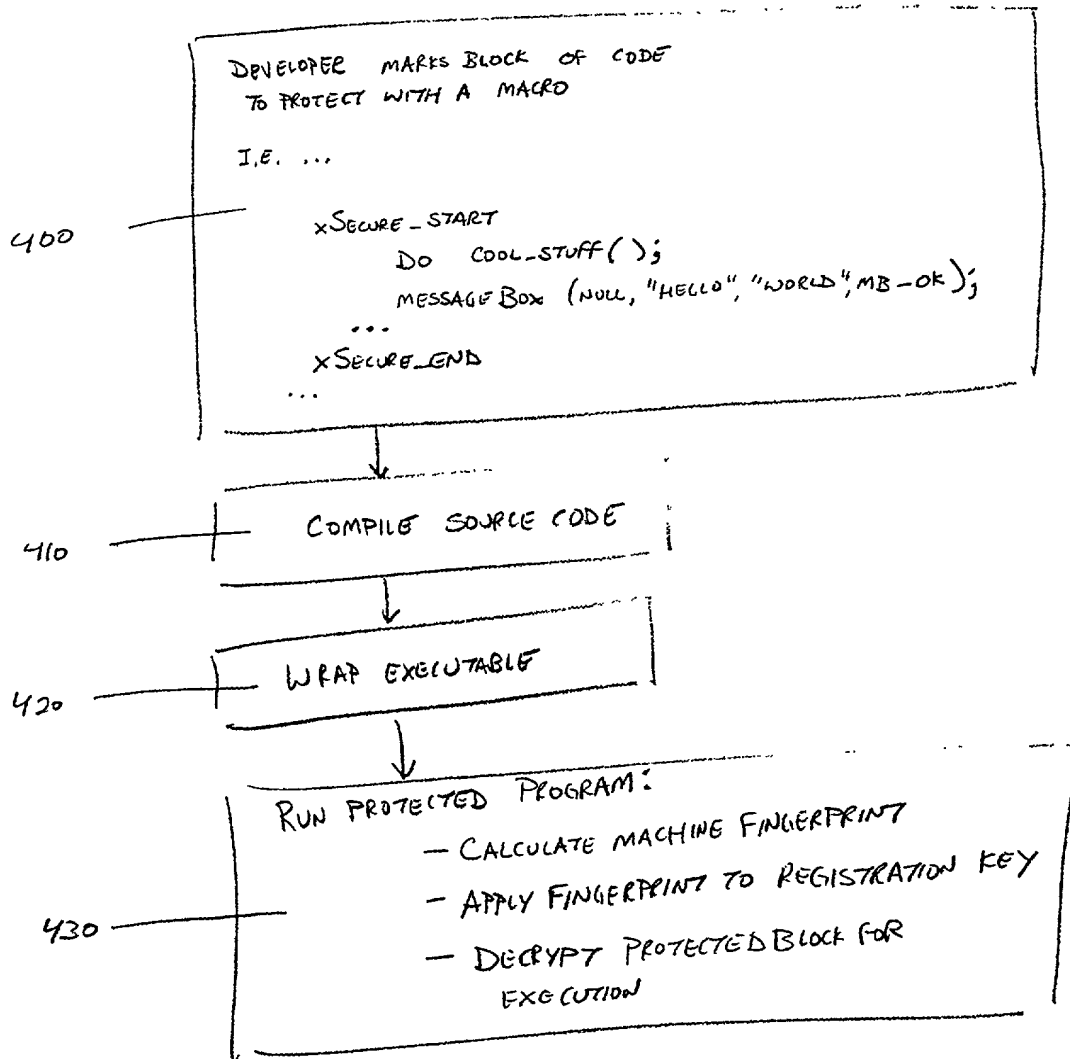 DEVELOPER MARKS BLOCK OF CODE
TO PROTECT WITH A MACRO
I.E. ...
400
xSECURE_START
DO COOL_STUFF();
MESSAGE BOX (NULL, "HELLO", "WORLD", MB_OK);
...
xSECURE_END
...
410
COMPILE SOURCE CODE
420
WRAP EXECUTABLE
430
RUN PROTECTED PROGRAM:
- CALCULATE MACHINE FINGERPRINT
- APPLY FINGERPRINT TO REGISTRATION KEY
- DECRYPT PROTECTED BLOCK FOR
EXECUTION